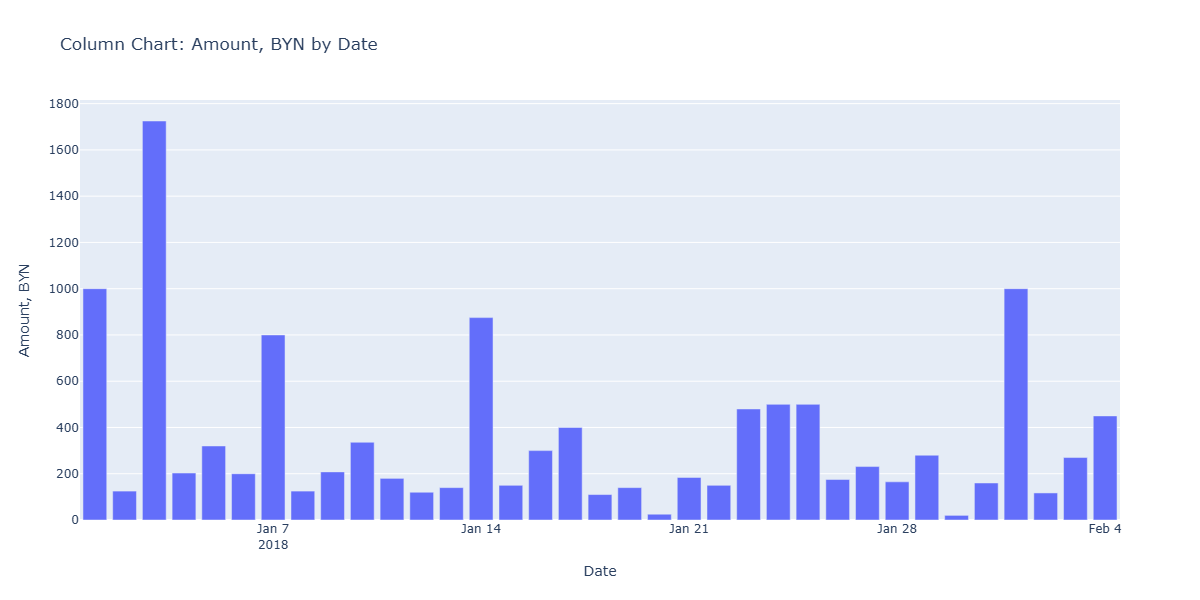 Column Chart: Amount, BYN by Date
Amount, BYN
1800
1600
1400
1200
1000
800
600
400
200
0
Jan 7
2018
Jan 14
Jan 21
Jan 28
Feb 4
Date